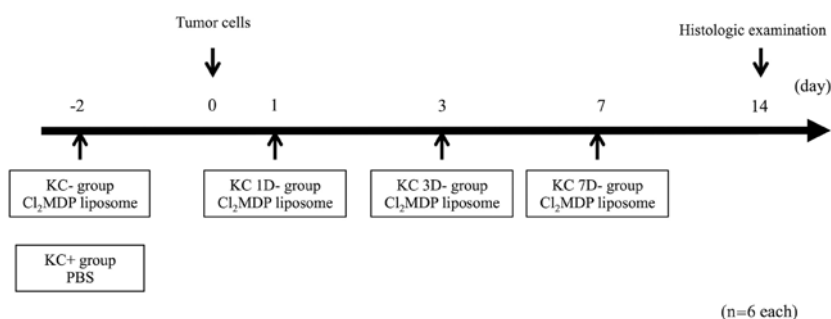 Tumor cells
Histologic examination
(day)
-2 0 1 3 7 14
KC- group
Cl₂MDP liposome
KC 1D- group
Cl₂MDP liposome
KC 3D- group
Cl₂MDP liposome
KC 7D- group
Cl₂MDP liposome
KC+ group
PBS
(n=6 each)